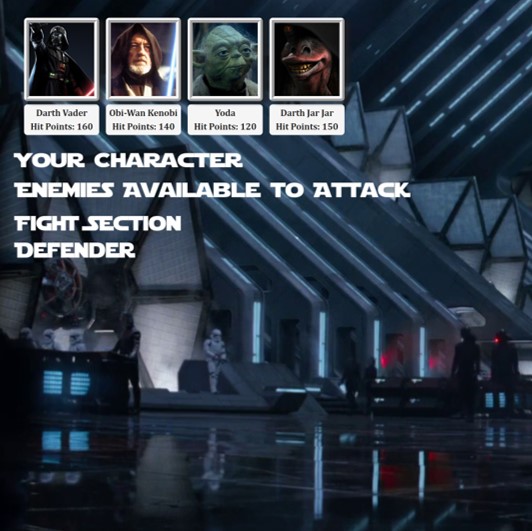 Darth Vader
Hit Points: 160
Obi-Wan Kenobi
Hit Points: 140
Yoda
Hit Points: 120
Darth Jar Jar
Hit Points: 150
YOUR CHARACTER
ENEMIES AVAILABLE TO ATTACK
FIGHT SECTION
DEFENDER